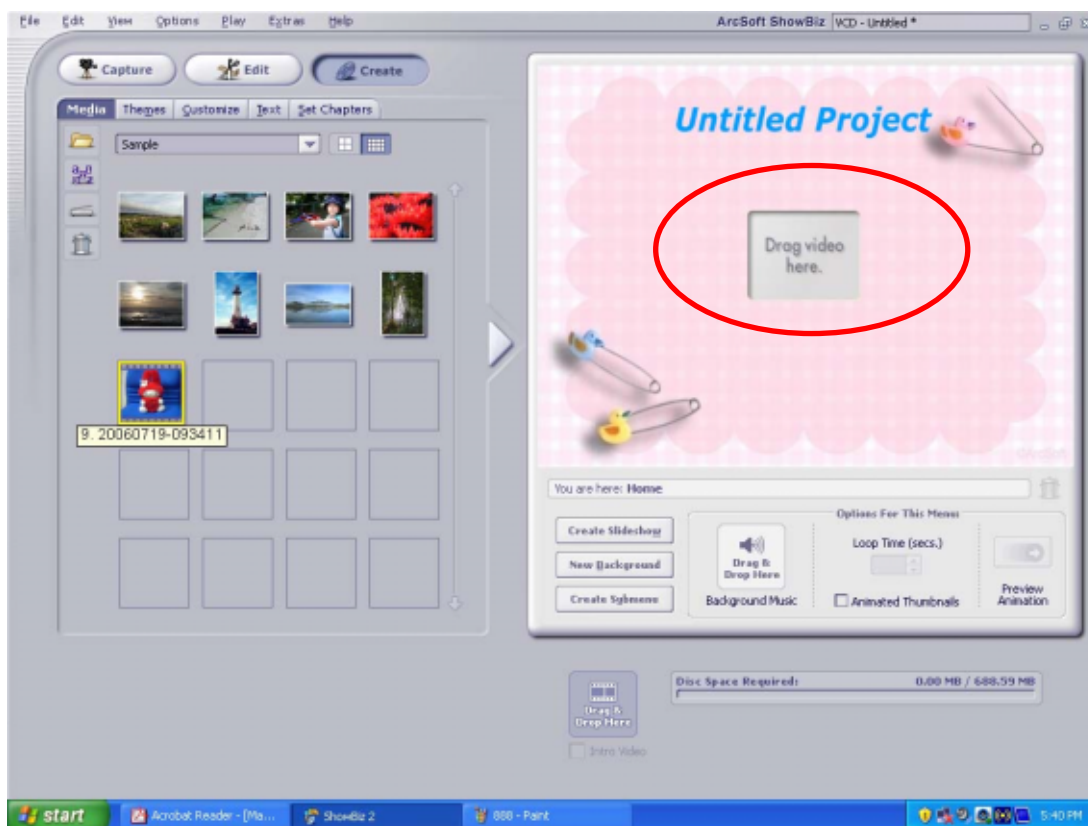 File Edit View Options Play Extras Help
ArcSoft ShowBiz VCD - Untitled *
Capture Edit Create
Media Themes Customize Text Set Chapters
Sample
Untitled Project
Drag video
here.
9. 20060719-093411
ArcSoft
You are here: Home
Create Slideshow
New Background
Create Submenu
Drag &
Drop Here
Background Music
Options For This Menu
Loop Time (secs.)
Animated Thumbnails
Preview
Animation
Drag &
Drop Here
Intro Video
Disc Space Required: 0.00 MB / 688.59 MB
start Acrobat Reader - [Ma... ShowBiz 2 888 - Paint 5:40 PM